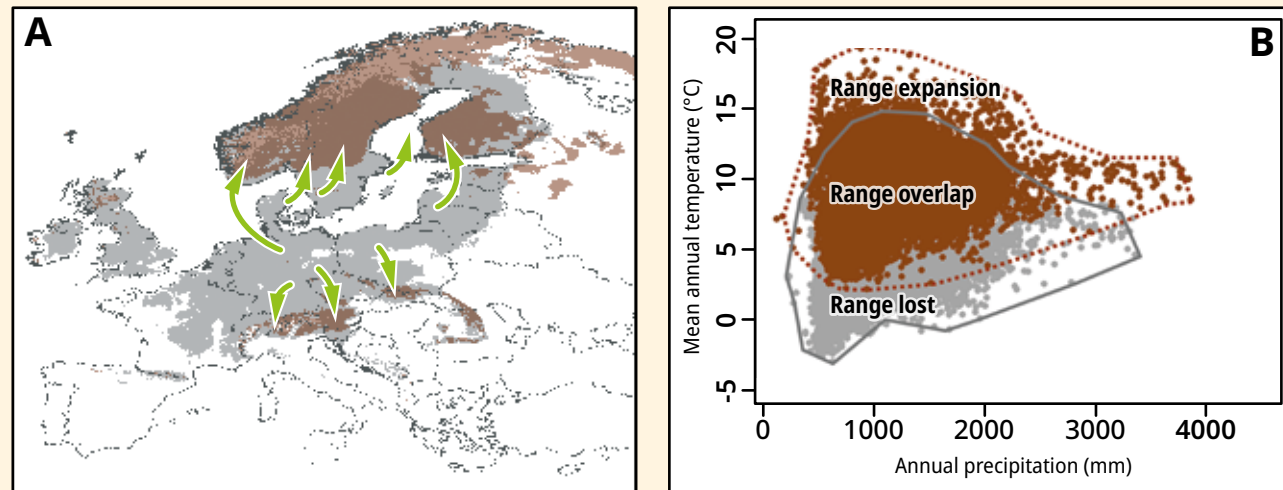 A
B
Range expansion
Range overlap
Range lost
Mean annual temperature (°C)
20
15
10
5
0
-5
0 1000 2000 3000 4000
Annual precipitation (mm)